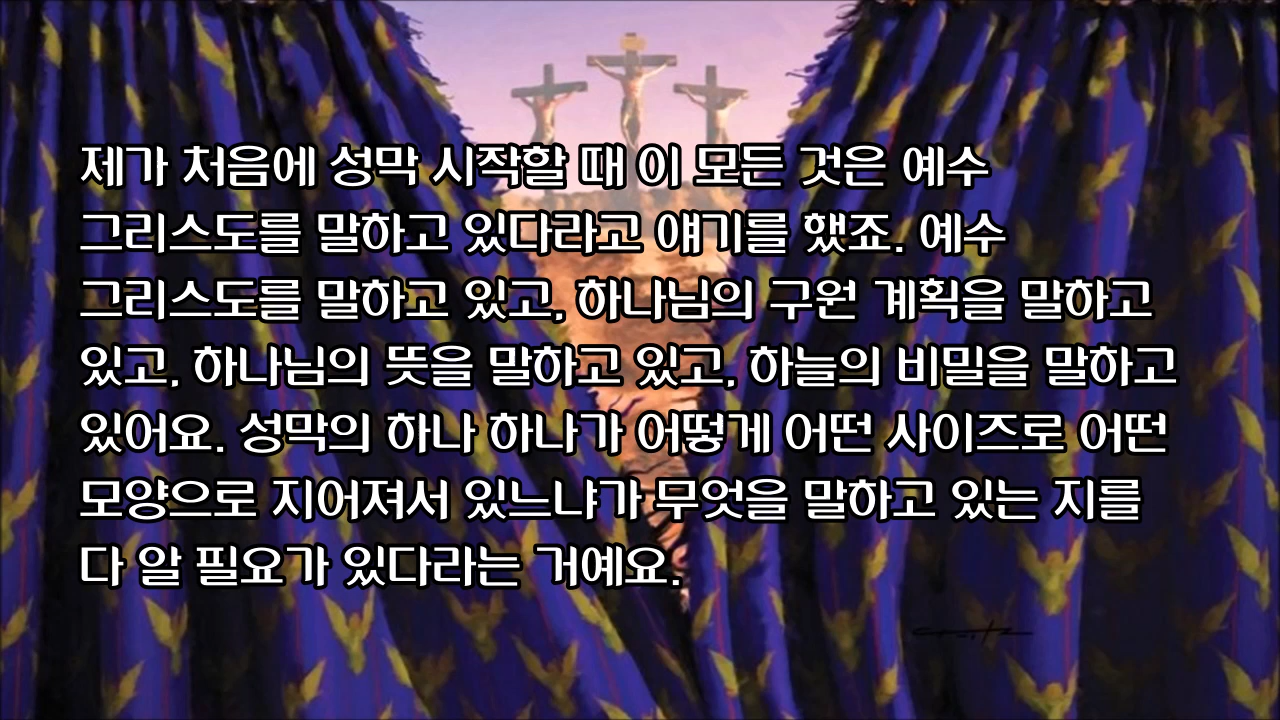 제가 처음에 성막 시작할 때 이 모든 것은 예수
그리스도를 말하고 있다라고 얘기를 했죠. 예수
그리스도를 말하고 있고, 하나님의 구원 계획을 말하고
있고, 하나님의 뜻을 말하고 있고, 하늘의 비밀을 말하고
있어요. 성막의 하나 하나가 어떻게 어떤 사이즈로 어떤
모양으로 지어져서 있느냐가 무엇을 말하고 있는 지를
다 알 필요가 있다라는 거예요.